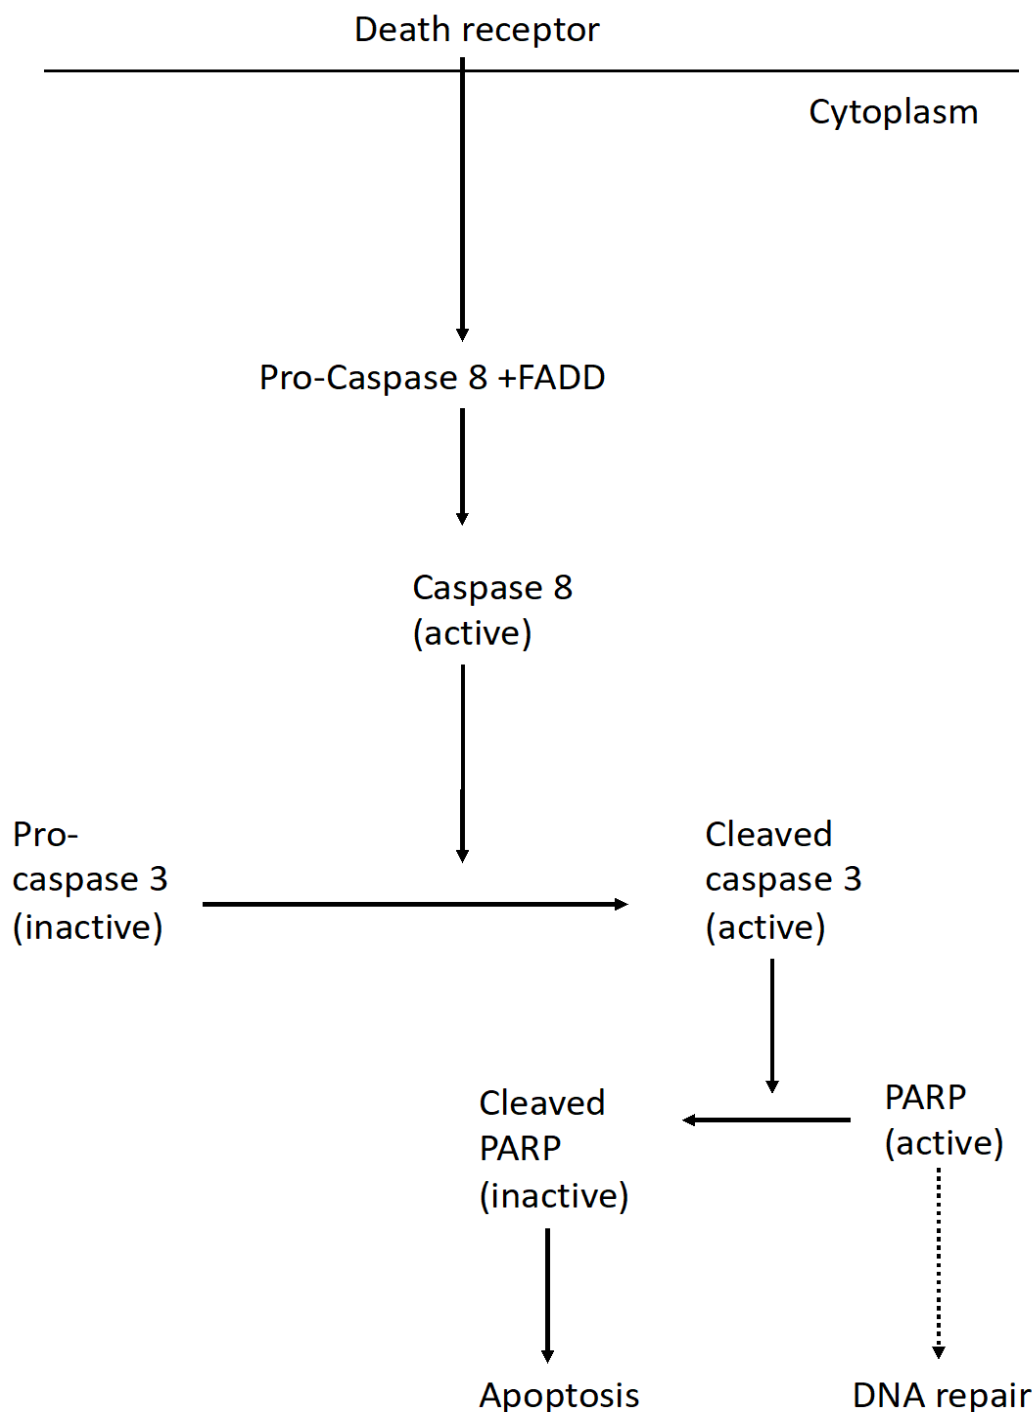 Death receptor
Cytoplasm
Pro-Caspase 8 +FADD
Caspase 8
(active)
Pro-
caspase 3
(inactive)
Cleaved
caspase 3
(active)
Cleaved
PARP
(inactive)
PARP
(active)
Apoptosis
DNA repair